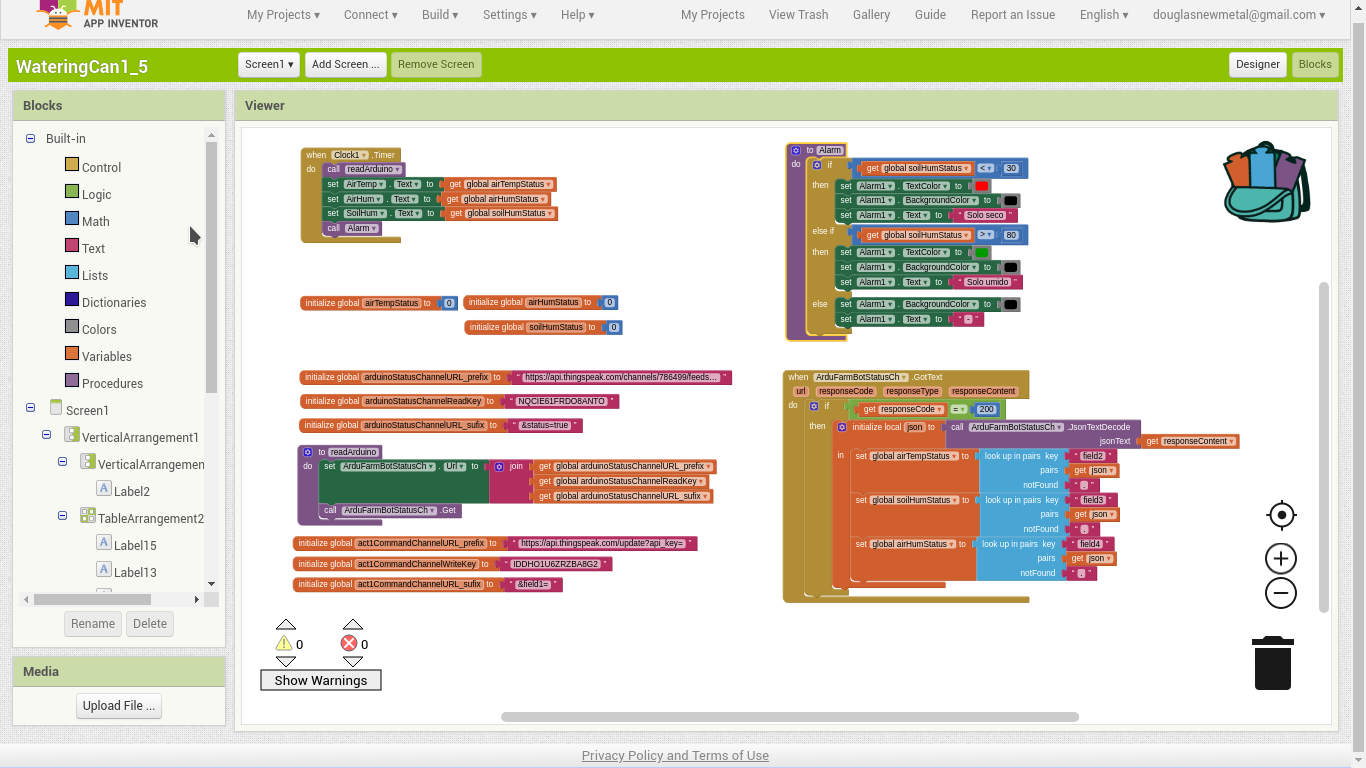 MIT
APP INVENTOR
My Projects ▾ Connect ▾ Build ▾ Settings ▾ Help ▾ My Projects View Trash Gallery Guide Report an Issue English ▾ douglasnewmetal@gmail.com ▾
WateringCan1_5
Screen1 ▾ Add Screen ... Remove Screen Designer Blocks
Blocks
Built-in
Control
Logic
Math
Text
Lists
Dictionaries
Colors
Variables
Procedures
Screen1
VerticalArrangement1
VerticalArrangemen
Label2
TableArrangement2
Label15
Label13
Rename Delete
Media
Upload File ...
Viewer
when Clock1 .Timer
do call readArduino
set AirTemp . Text to get global airTempStatus
set AirHum . Text to get global airHumStatus
set SoilHum . Text to get global soilHumStatus
call Alarm
initialize global airTempStatus to 0
initialize global airHumStatus to 0
initialize global soilHumStatus to 0
initialize global arduinoStatusChannelURL_prefix to " https://api.thingspeak.com/channels/786499/feeds... "
initialize global arduinoStatusChannelReadKey to " NQCIE61FRDO8ANTO "
initialize global arduinoStatusChannelURL_sufix to " &status=true "
to readArduino
do set ArduFarmBotStatusCh . Url to join get global arduinoStatusChannelURL_prefix
get global arduinoStatusChannelReadKey
get global arduinoStatusChannelURL_sufix
call ArduFarmBotStatusCh .Get
initialize global act1CommandChannelURL_prefix to " https://api.thingspeak.com/update?api_key= "
initialize global act1CommandChannelWriteKey to " IDDHO1U6ZRZBA8G2 "
initialize global act1CommandChannelURL_sufix to " &field1= "
to Alarm
do if get global soilHumStatus < 30
then set Alarm1 . TextColor to
set Alarm1 . BackgroundColor to
set Alarm1 . Text to " Solo seco "
else if get global soilHumStatus > 80
then set Alarm1 . TextColor to
set Alarm1 . BackgroundColor to
set Alarm1 . Text to " Solo umido "
else set Alarm1 . BackgroundColor to
set Alarm1 . Text to " - "
when ArduFarmBotStatusCh .GotText
url responseCode responseType responseContent
do if get responseCode = 200
then initialize local json to call ArduFarmBotStatusCh .JsonTextDecode
jsonText get responseContent
in set global airTempStatus to look up in pairs key " field2 "
pairs get json
notFound " . "
set global soilHumStatus to look up in pairs key " field3 "
pairs get json
notFound " . "
set global airHumStatus to look up in pairs key " field4 "
pairs get json
notFound " . "
0 0
Show Warnings
Privacy Policy and Terms of Use